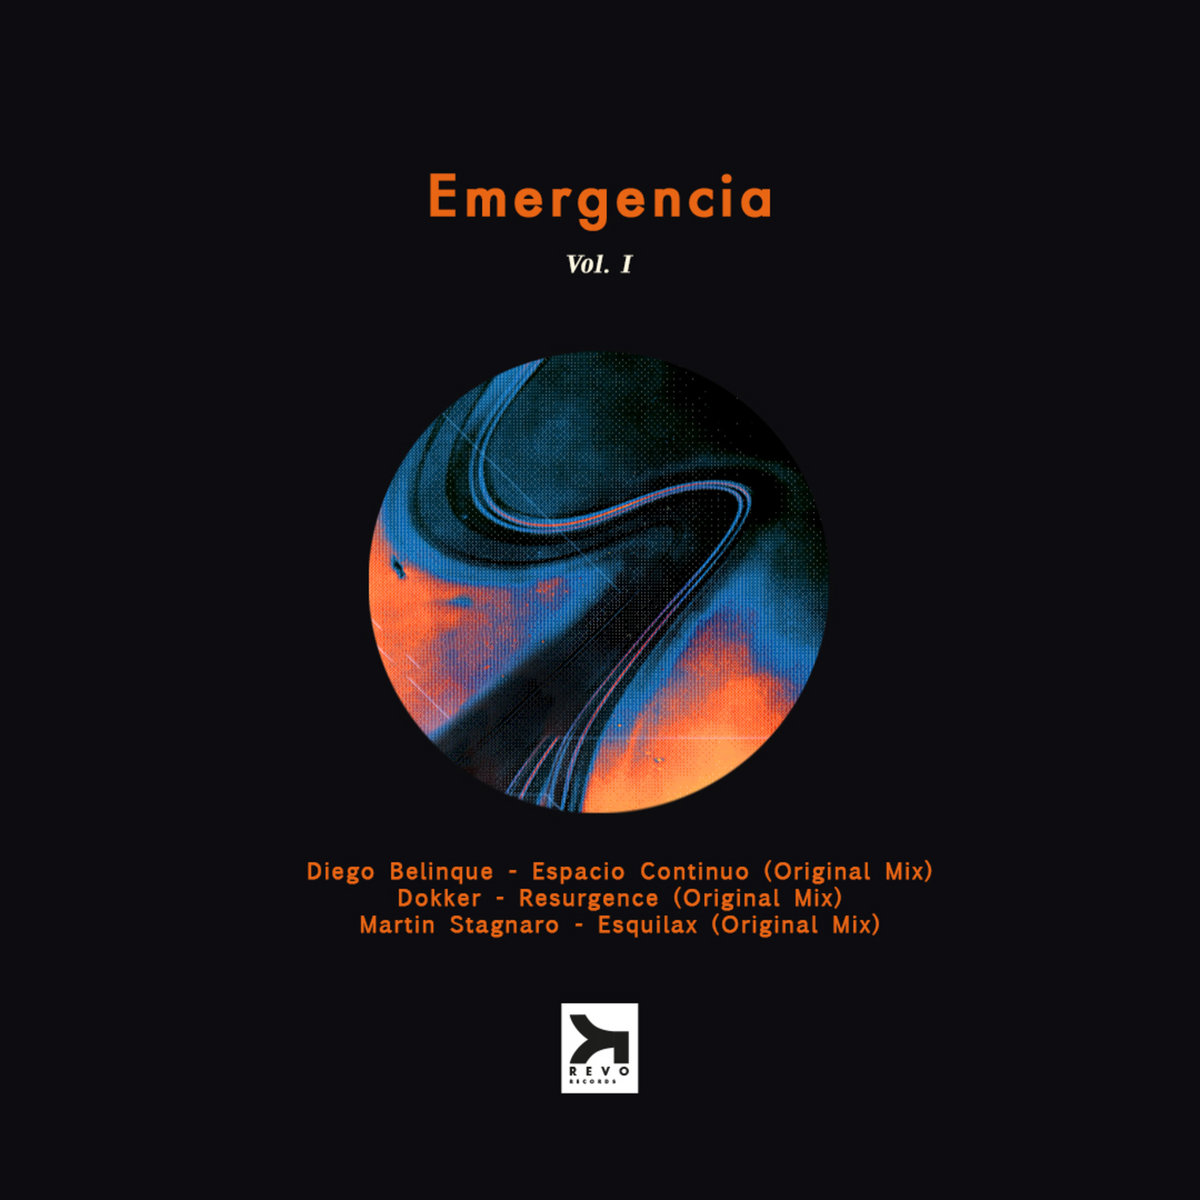 Emergencia
Vol. I
Diego Belinque - Espacio Continuo (Original Mix)
Dokker - Resurgence (Original Mix)
Martin Stagnaro - Esquilax (Original Mix)
REVO
RECORDS